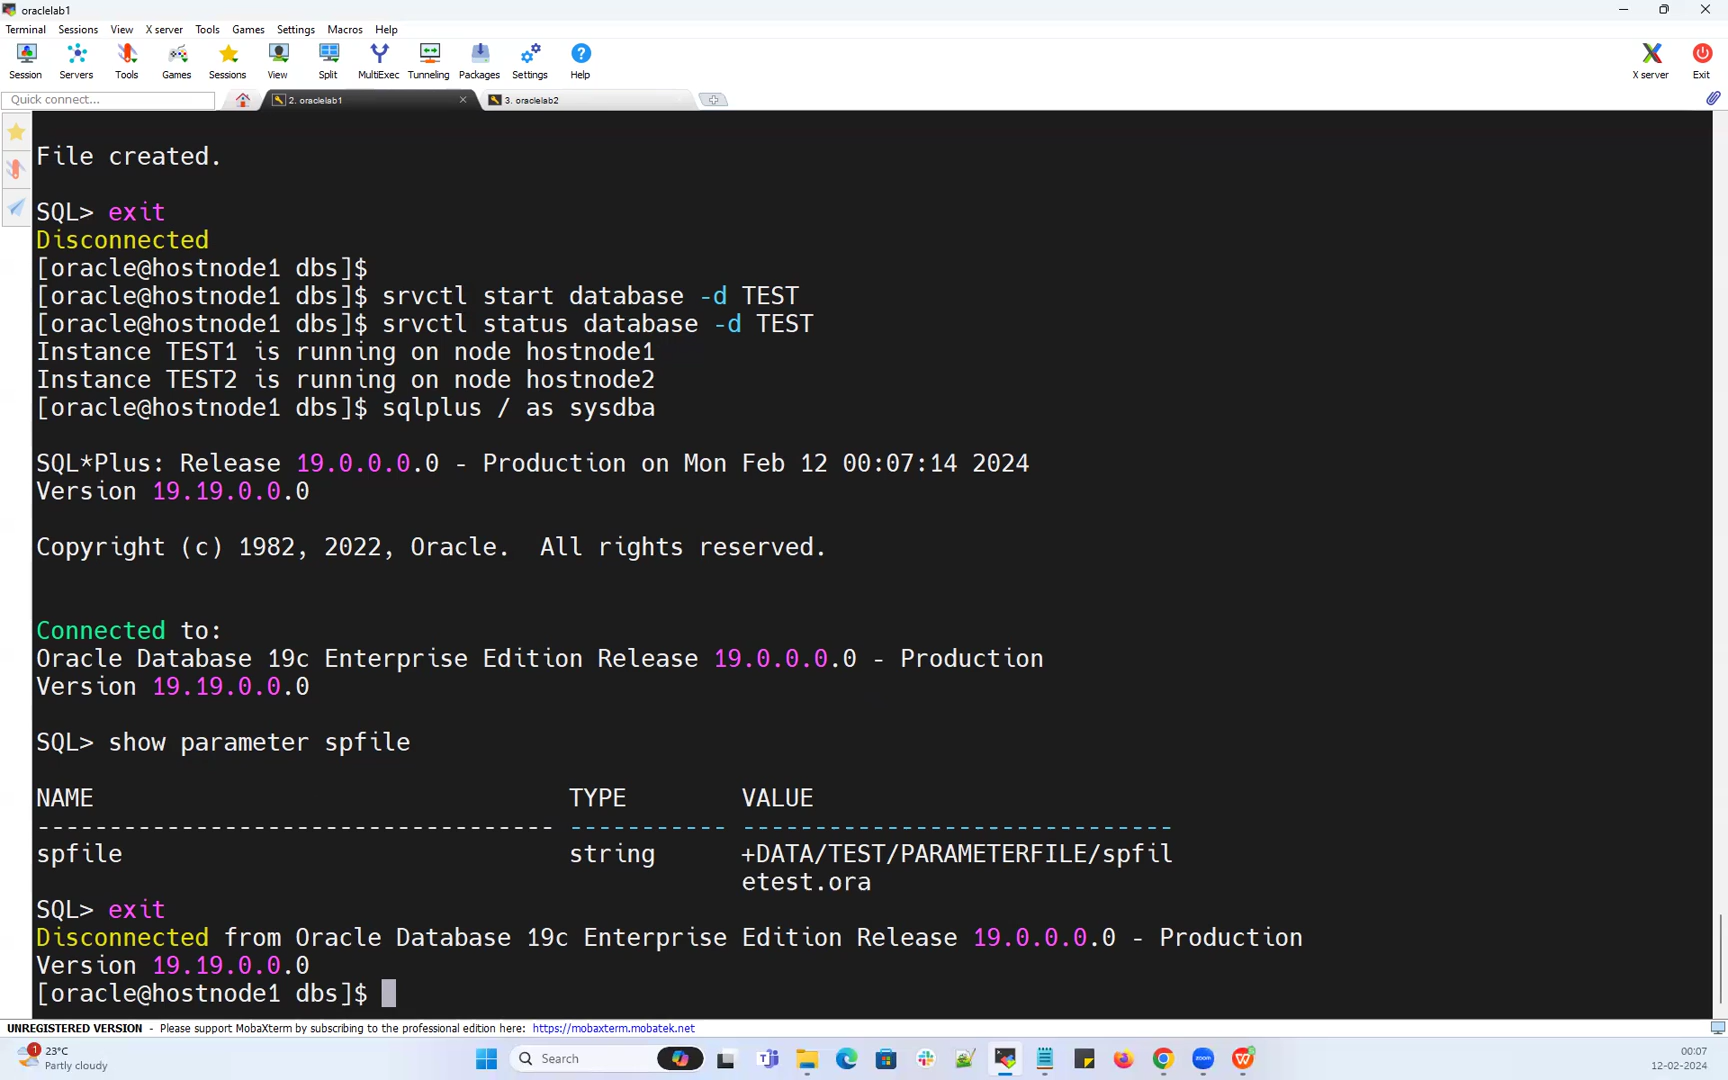 oraclelab1
Terminal Sessions View X server Tools Games Settings Macros Help
Session Servers Tools Games Sessions View Split MultiExec Tunneling Packages Settings Help X server Exit
Quick connect... 2. oraclelab1 3. oraclelab2
File created.
SQL> exit
Disconnected
[oracle@hostnode1 dbs]$
[oracle@hostnode1 dbs]$ srvctl start database -d TEST
[oracle@hostnode1 dbs]$ srvctl status database -d TEST
Instance TEST1 is running on node hostnode1
Instance TEST2 is running on node hostnode2
[oracle@hostnode1 dbs]$ sqlplus / as sysdba
SQL*Plus: Release 19.0.0.0.0 - Production on Mon Feb 12 00:07:14 2024
Version 19.19.0.0.0
Copyright (c) 1982, 2022, Oracle.  All rights reserved.
Connected to:
Oracle Database 19c Enterprise Edition Release 19.0.0.0.0 - Production
Version 19.19.0.0.0
SQL> show parameter spfile
NAME TYPE VALUE
------------------------------------ ----------- ------------------------------
spfile string +DATA/TEST/PARAMETERFILE/spfil
etest.ora
SQL> exit
Disconnected from Oracle Database 19c Enterprise Edition Release 19.0.0.0.0 - Production
Version 19.19.0.0.0
[oracle@hostnode1 dbs]$
UNREGISTERED VERSION - Please support MobaXterm by subscribing to the professional edition here: https://mobaxterm.mobatek.net
1 23°C
Partly cloudy
Search
zoom
00:07
12-02-2024